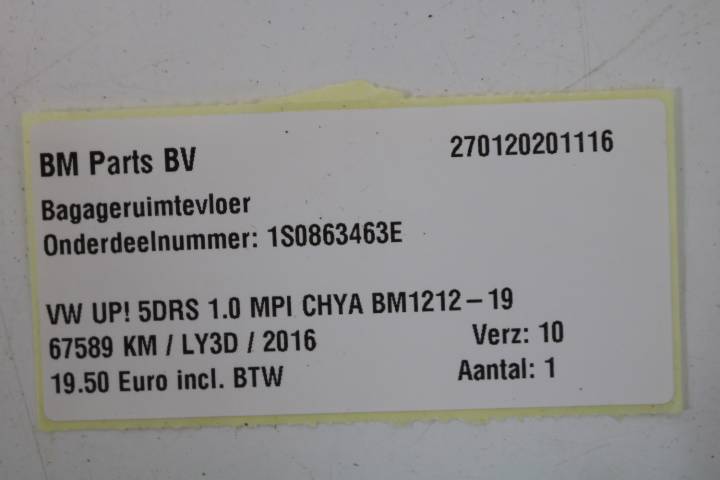 BM Parts BV 270120201116
Bagageruimtevloer
Onderdeelnummer: 1S0863463E
VW UP! 5DRS 1.0 MPI CHYA BM1212-19
67589 KM / LY3D / 2016 Verz: 10
19.50 Euro incl. BTW Aantal: 1